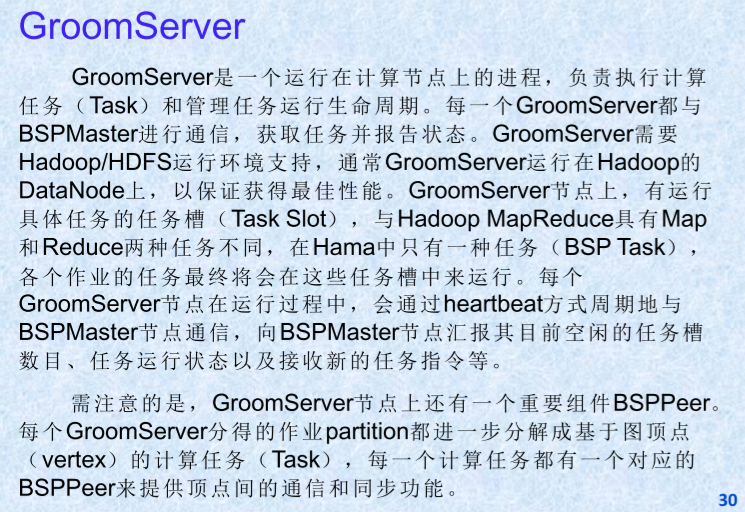 GroomServer
GroomServer是一个运行在计算节点上的进程，负责执行计算
任务（Task）和管理任务运行生命周期。每一个GroomServer都与
BSPMaster进行通信，获取任务并报告状态。GroomServer需要
Hadoop/HDFS运行环境支持，通常GroomServer运行在Hadoop的
DataNode上，以保证获得最佳性能。GroomServer节点上，有运行
具体任务的任务槽（Task Slot），与Hadoop MapReduce具有Map
和Reduce两种任务不同，在Hama中只有一种任务（BSP Task），
各个作业的任务最终将会在这些任务槽中来运行。每个
GroomServer节点在运行过程中，会通过heartbeat方式周期地与
BSPMaster节点通信，向BSPMaster节点汇报其目前空闲的任务槽
数目、任务运行状态以及接收新的任务指令等。
需注意的是，GroomServer节点上还有一个重要组件BSPPeer。
每个GroomServer分得的作业partition都进一步分解成基于图顶点
（vertex）的计算任务（Task），每一个计算任务都有一个对应的
BSPPeer来提供顶点间的通信和同步功能。
30